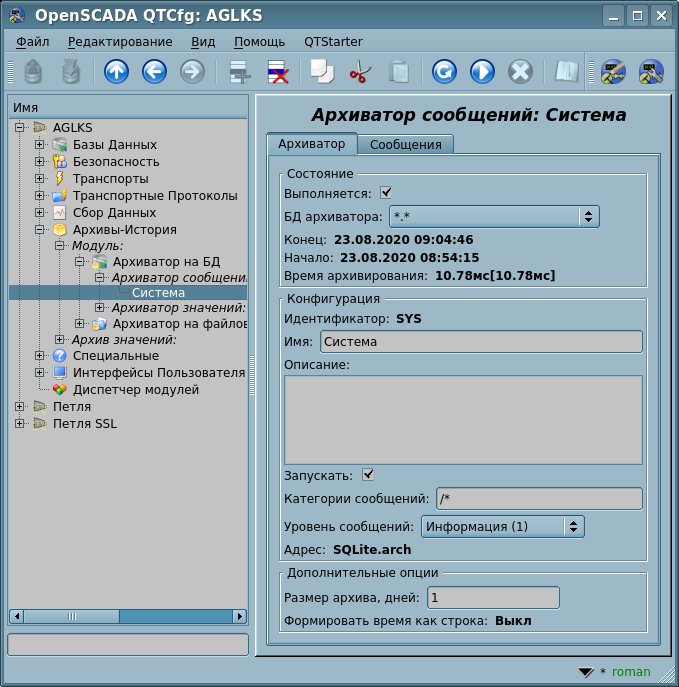 OpenSCADA QTCfg: AGLKS
Файл Редактирование Вид Помощь QTStarter
Имя
AGLKS
Базы Данных
Безопасность
Транспорты
Транспортные Протоколы
Сбор Данных
Архивы-История
Модуль:
Архиватор на БД
Архиватор сообщени
Система
Архиватор значений:
Архиватор на файлов
Архив значений:
Специальные
Интерфейсы Пользователя
Диспетчер модулей
Петля
Петля SSL
Архиватор сообщений: Система
Архиватор Сообщения
Состояние
Выполняется:
БД архиватора: *.*
Конец: 23.08.2020 09:04:46
Начало: 23.08.2020 08:54:15
Время архивирования: 10.78мс[10.78мс]
Конфигурация
Идентификатор: SYS
Имя: Система
Описание:
Запускать:
Категории сообщений: /*
Уровень сообщений: Информация (1)
Адрес: SQLite.arch
Дополнительные опции
Размер архива, дней: 1
Формировать время как строка: Выкл
* roman